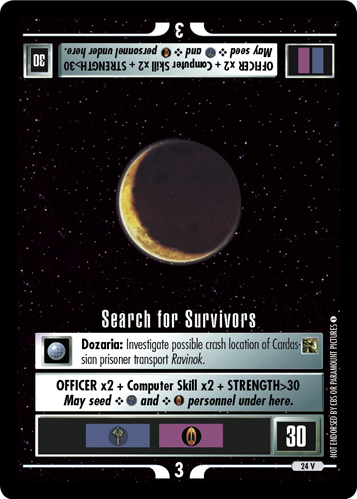 3
OFFICER x2 + Computer Skill x2 + STRENGTH>30
May seed and personnel under here.
30
Search for Survivors
Dozaria: Investigate possible crash location of Cardas-
sian prisoner transport Ravinok.
OFFICER x2 + Computer Skill x2 + STRENGTH>30
May seed and personnel under here.
30
3
24 V
NOT ENDORSED BY CBS OR PARAMOUNT PICTURES